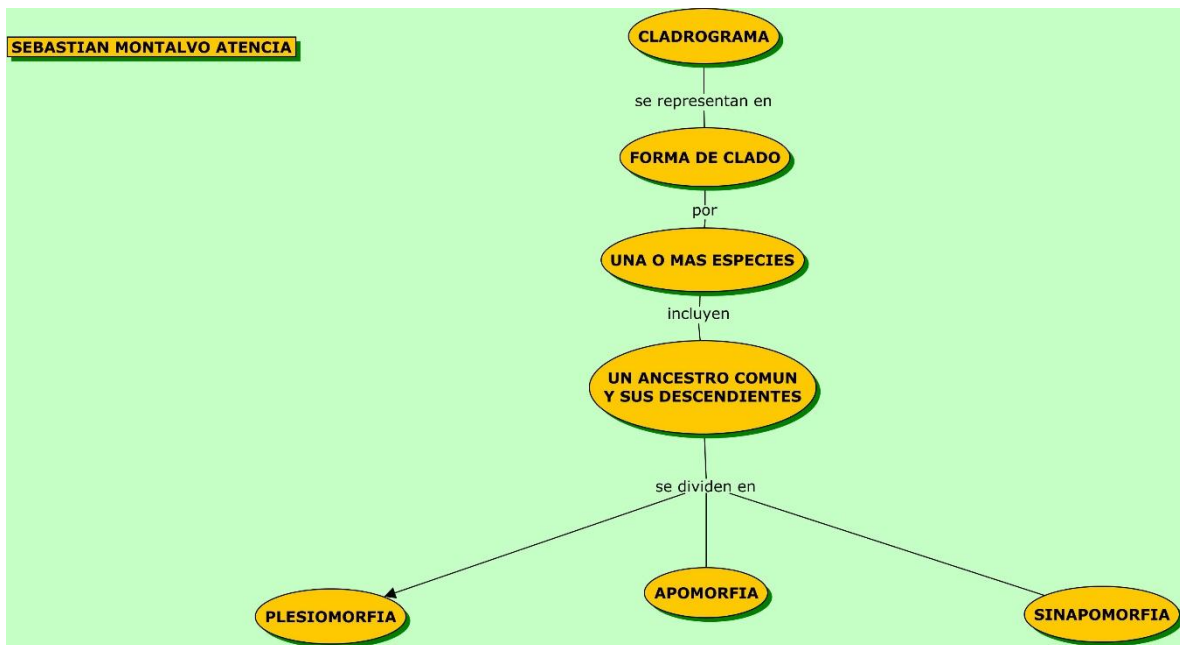 SEBASTIAN MONTALVO ATENCIA
CLADROGRAMA
se representan en
FORMA DE CLADO
por
UNA O MAS ESPECIES
incluyen
UN ANCESTRO COMUN
Y SUS DESCENDIENTES
se dividen en
PLESIOMORFIA
APOMORFIA
SINAPOMORFIA